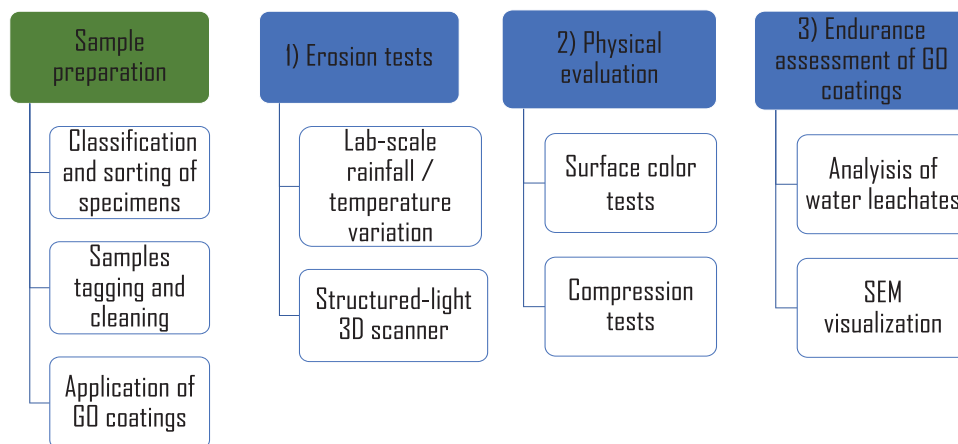 Sample
preparation
Classification
and sorting of
specimens
Samples
tagging and
cleaning
Application of
GO coatings
1) Erosion tests
Lab-scale
rainfall /
temperature
variation
Structured-light
3D scanner
2) Physical
evaluation
Surface color
tests
Compression
tests
3) Endurance
assessment of GO
coatings
Analyisis of
water leachates
SEM
visualization